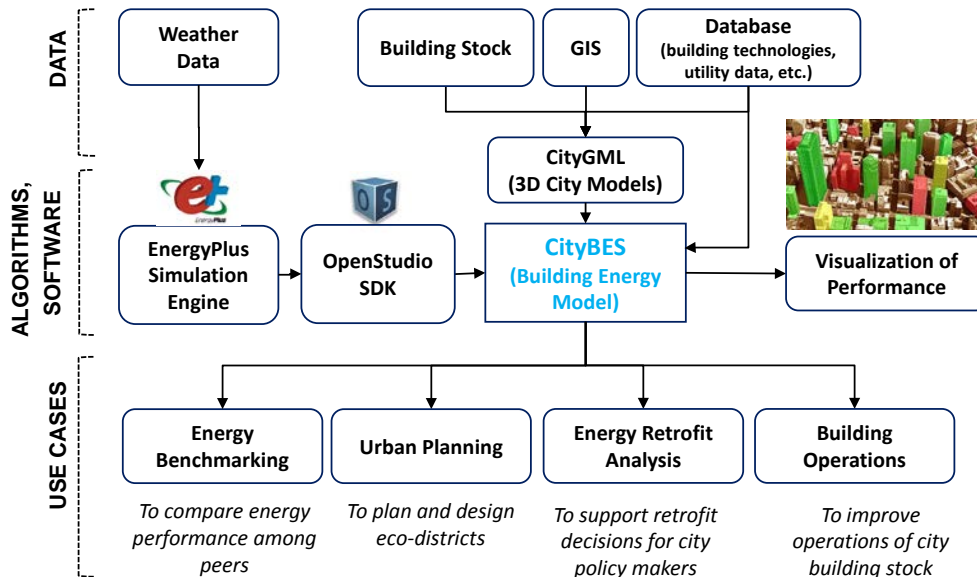 DATA
Weather
Data
Building Stock
GIS
Database
(building technologies,
utility data, etc.)
ALGORITHMS,
SOFTWARE
CityGML
(3D City Models)
e+
EnergyPlus
O S
EnergyPlus
Simulation
Engine
OpenStudio
SDK
CityBES
(Building Energy
Model)
Visualization of
Performance
USE CASES
Energy
Benchmarking
Urban Planning
Energy Retrofit
Analysis
Building
Operations
To compare energy
performance among
peers
To plan and design
eco-districts
To support retrofit
decisions for city
policy makers
To improve
operations of city
building stock